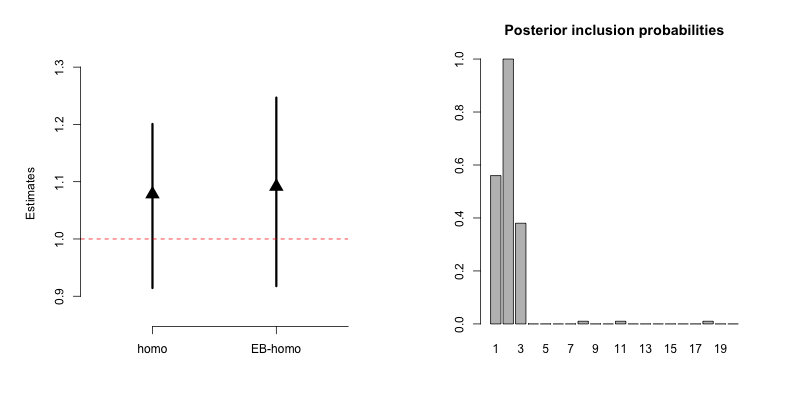 Posterior inclusion probabilities
Estimates
0.9 1.0 1.1 1.2 1.3
homo EB-homo
0.0 0.2 0.4 0.6 0.8 1.0
1 3 5 7 9 11 13 15 17 19